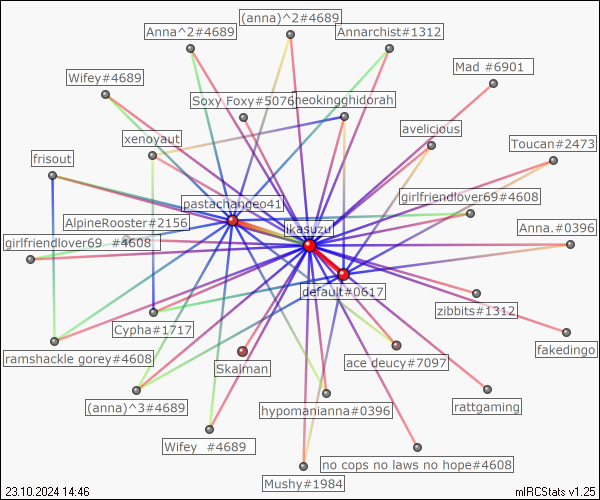 (anna)^2#4689
Anna^2#4689
Annarchist#1312
Mad #6901
Wifey#4689
Soxy Foxy#5076
heokingghidorah
avelicious
xenoyaut
Toucan#2473
frisout
pastachangeo41
girlfriendlover69#4608
AlpineRooster#2156
ikasuzu
Anna.#0396
girlfriendlover69 #4608
default#0617
zibbits#1312
Cypha#1717
fakedingo
ramshackle gorey#4608
ace deucy#7097
Skalman
(anna)^3#4689
hypomanianna#0396
rattgaming
Wifey #4689
no cops no laws no hope#4608
Mushy#1984
23.10.2024 14:46
mIRCStats v1.25